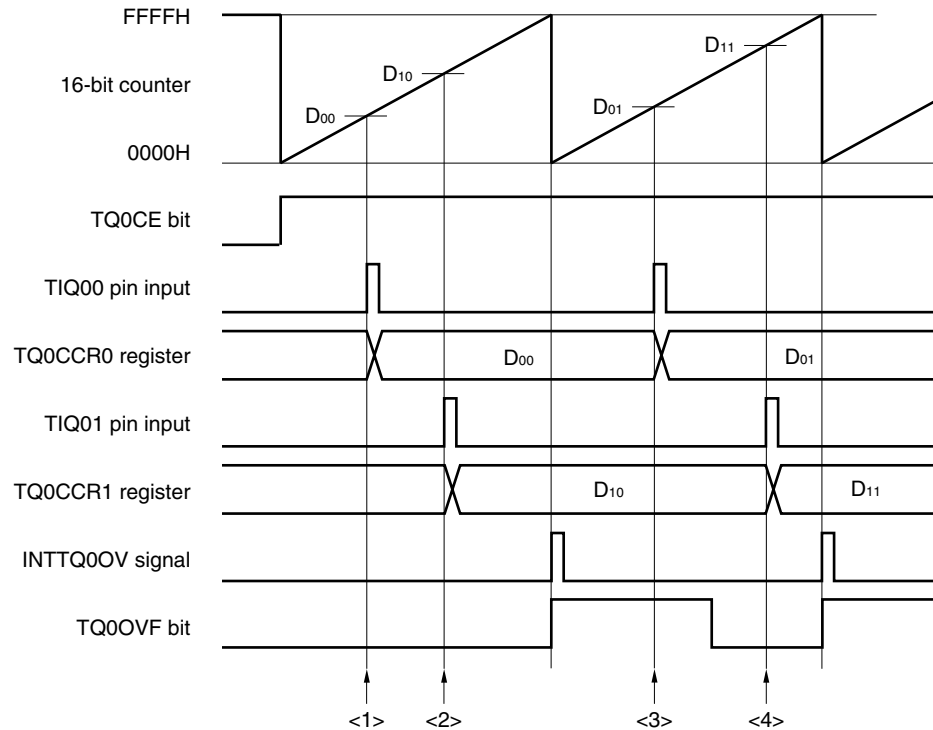 FFFFH
D11
D10
16-bit counter
D01
D00
0000H
TQ0CE bit
TIQ00 pin input
TQ0CCR0 register
D00
D01
TIQ01 pin input
TQ0CCR1 register
D10
D11
INTTQ0OV signal
TQ0OVF bit
<1> <2> <3> <4>